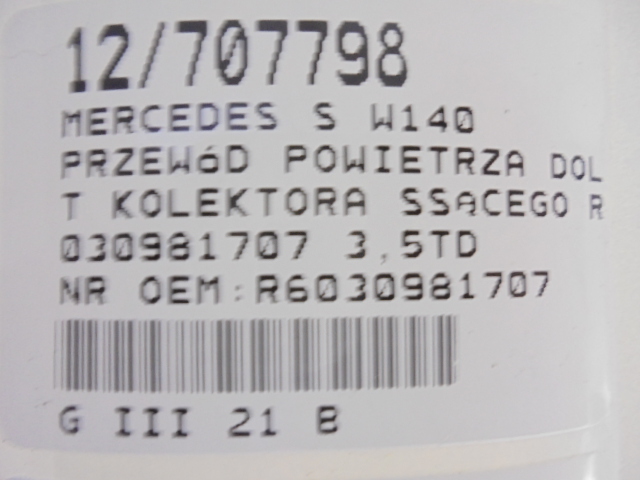 12/707798
MERCEDES S W140
PRZEWóD POWIETRZA DOL
T KOLEKTORA SSĄCEGO R
030981707 3,5TD
NR OEM:R6030981707
G III 21 B